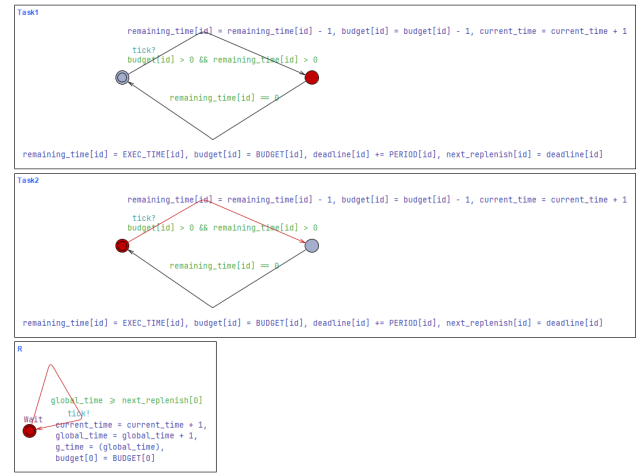 Task1
remaining_time[id] = remaining_time[id] - 1, budget[id] = budget[id] - 1, current_time = current_time + 1
tick?
budget[id] > 0 && remaining_time[id] > 0
remaining_time[id] == 0
remaining_time[id] = EXEC_TIME[id], budget[id] = BUDGET[id], deadline[id] += PERIOD[id], next_replenish[id] = deadline[id]
Task2
remaining_time[id] = remaining_time[id] - 1, budget[id] = budget[id] - 1, current_time = current_time + 1
tick?
budget[id] > 0 && remaining_time[id] > 0
remaining_time[id] == 0
remaining_time[id] = EXEC_TIME[id], budget[id] = BUDGET[id], deadline[id] += PERIOD[id], next_replenish[id] = deadline[id]
R
global_time ≥ next_replenish[0]
tick!
Wait
current_time = current_time + 1,
global_time = global_time + 1,
g_time = (global_time),
budget[0] = BUDGET[0]